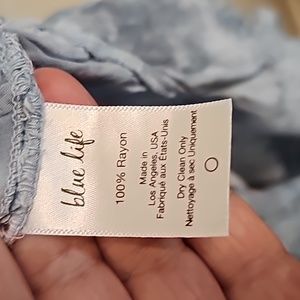 blue life
100% Rayon
Made in
Los Angeles, USA
Fabriqué aux États-Unis
Dry Clean Only
Nettoyage à sec Uniquement